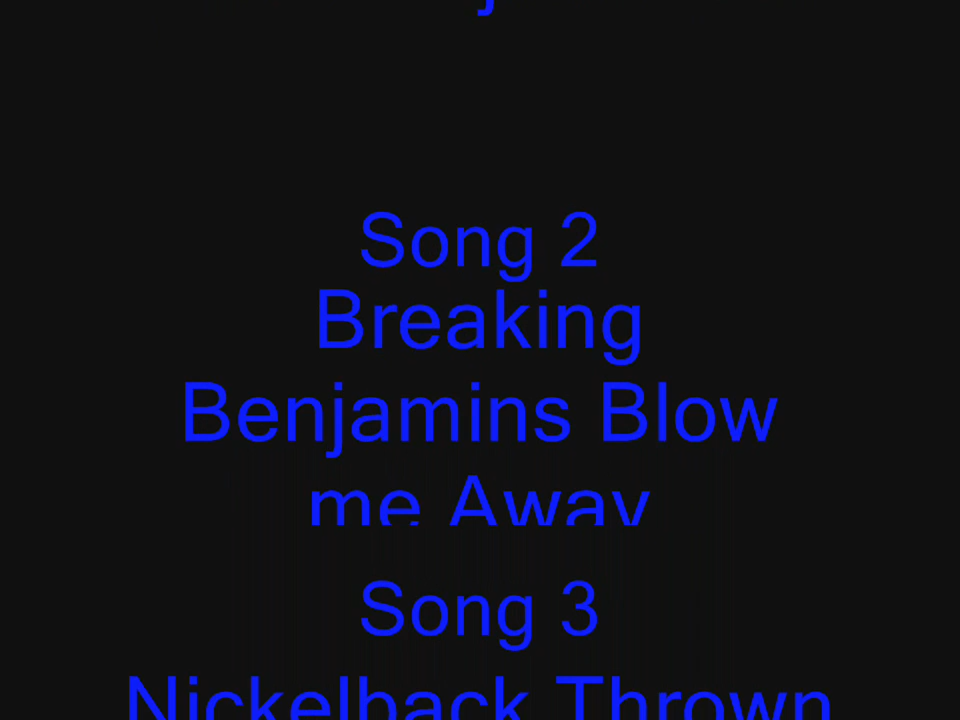 Song 2
Breaking
Benjamins Blow
me Away
Song 3
Nickelback Thrown